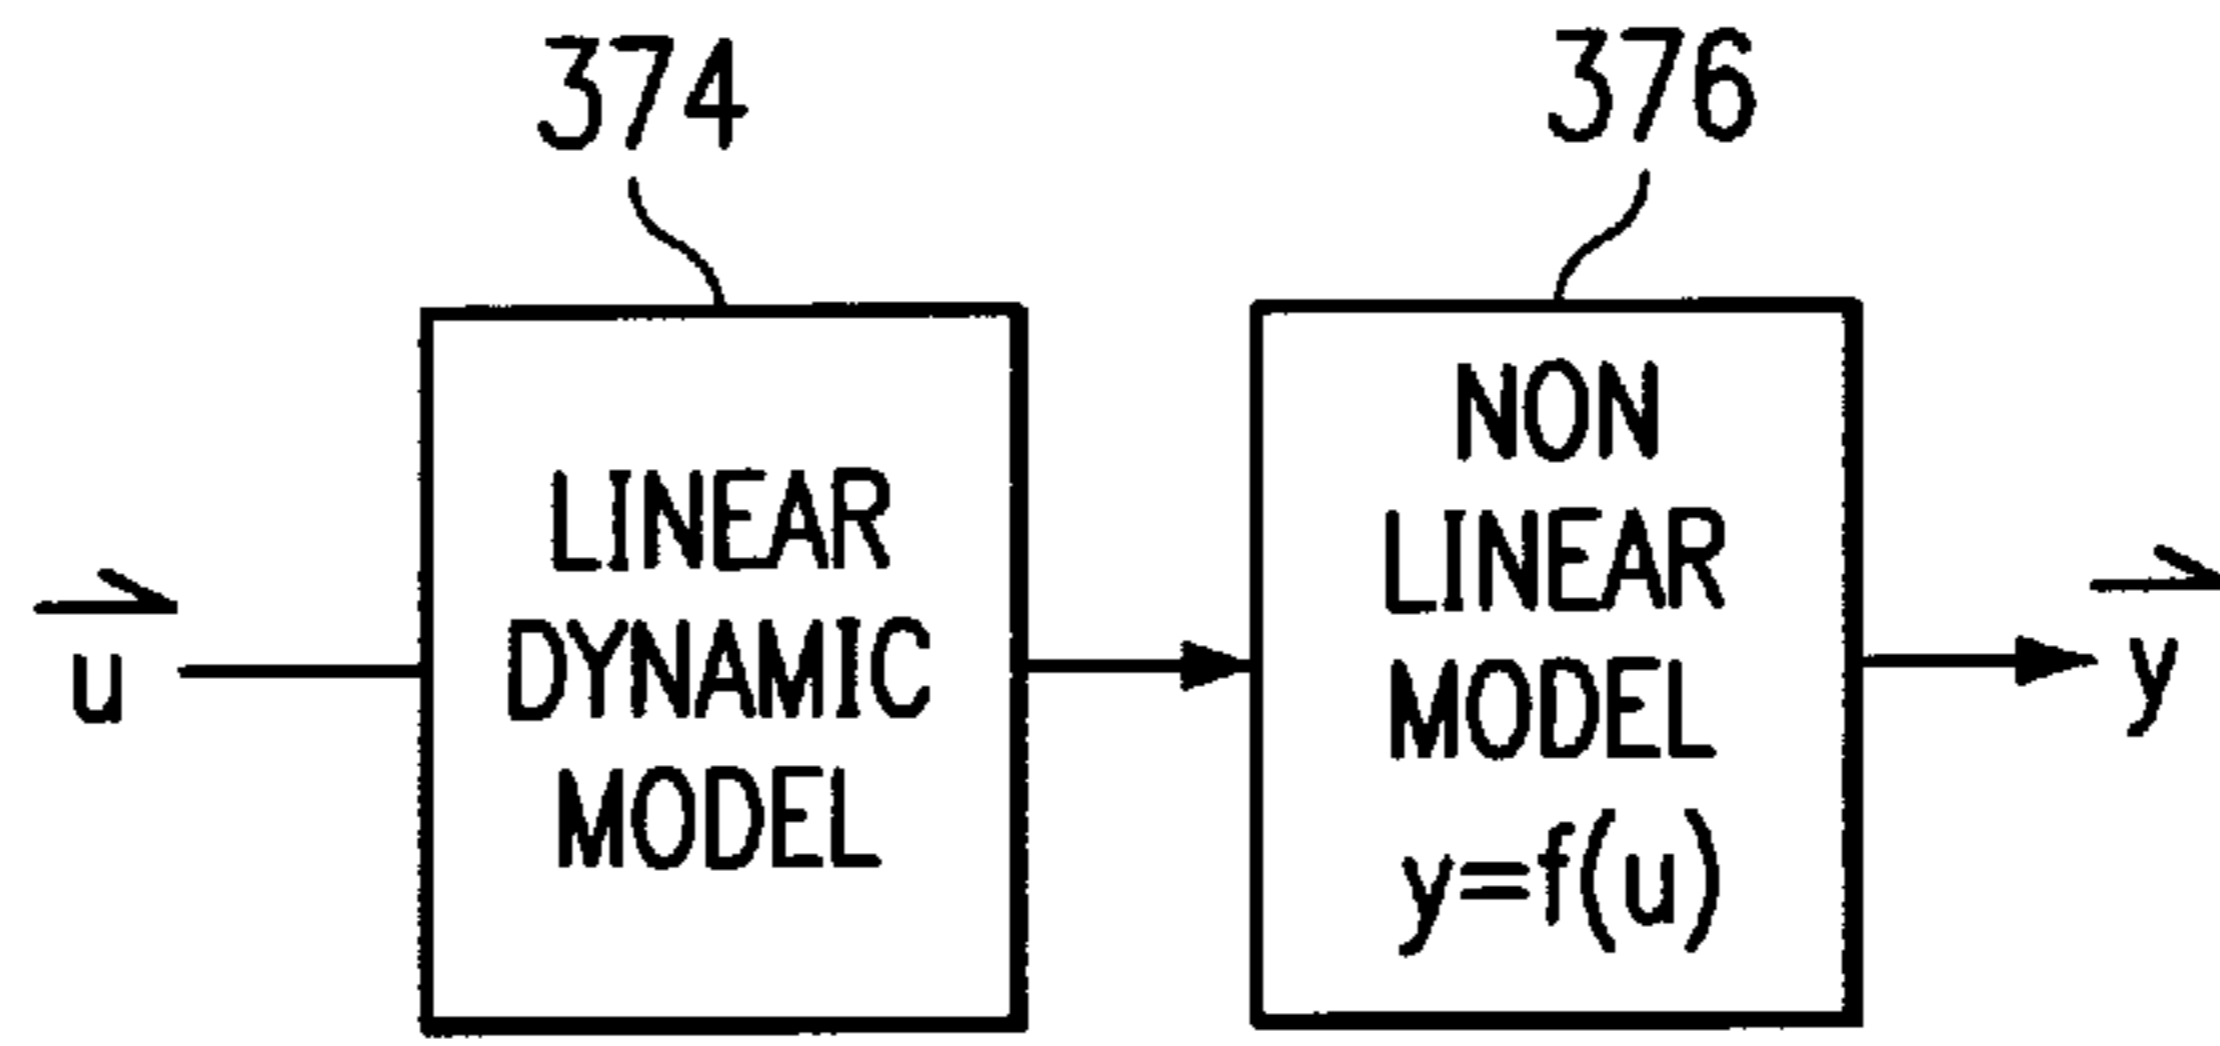 374
376
u
LINEAR
DYNAMIC
MODEL
NON
LINEAR
MODEL
y=f(u)
y